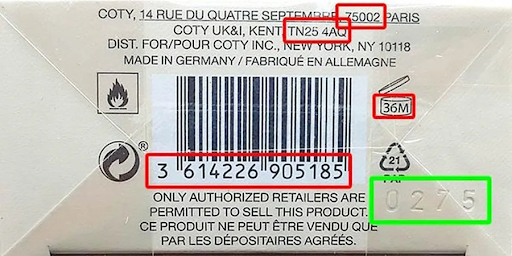 COTY, 14 RUE DU QUATRE SEPTEMBRE, 75002 PARIS
COTY UK&I, KENT, TN25 4AQ
DIST. FOR/POUR COTY INC., NEW YORK, NY 10118
MADE IN GERMANY / FABRIQUÉ EN ALLEMAGNE
36M
3 614226 905185
21
PAP
0275
ONLY AUTHORIZED RETAILERS ARE
PERMITTED TO SELL THIS PRODUCT.
CE PRODUIT NE PEUT ÊTRE VENDU QUE
PAR LES DÉPOSITAIRES AGRÉÉS.